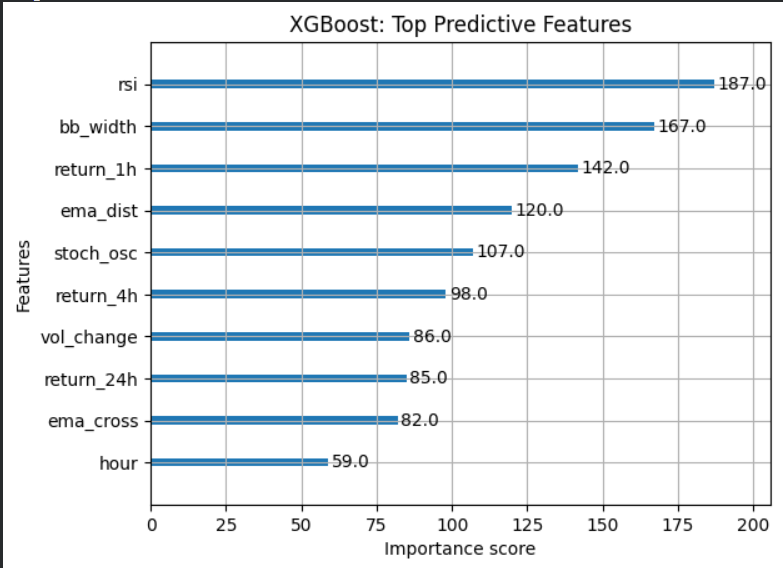 XGBoost: Top Predictive Features
rsi 187.0
bb_width 167.0
return_1h 142.0
ema_dist 120.0
stoch_osc 107.0
return_4h 98.0
vol_change 86.0
return_24h 85.0
ema_cross 82.0
hour 59.0
Features
0 25 50 75 100 125 150 175 200
Importance score